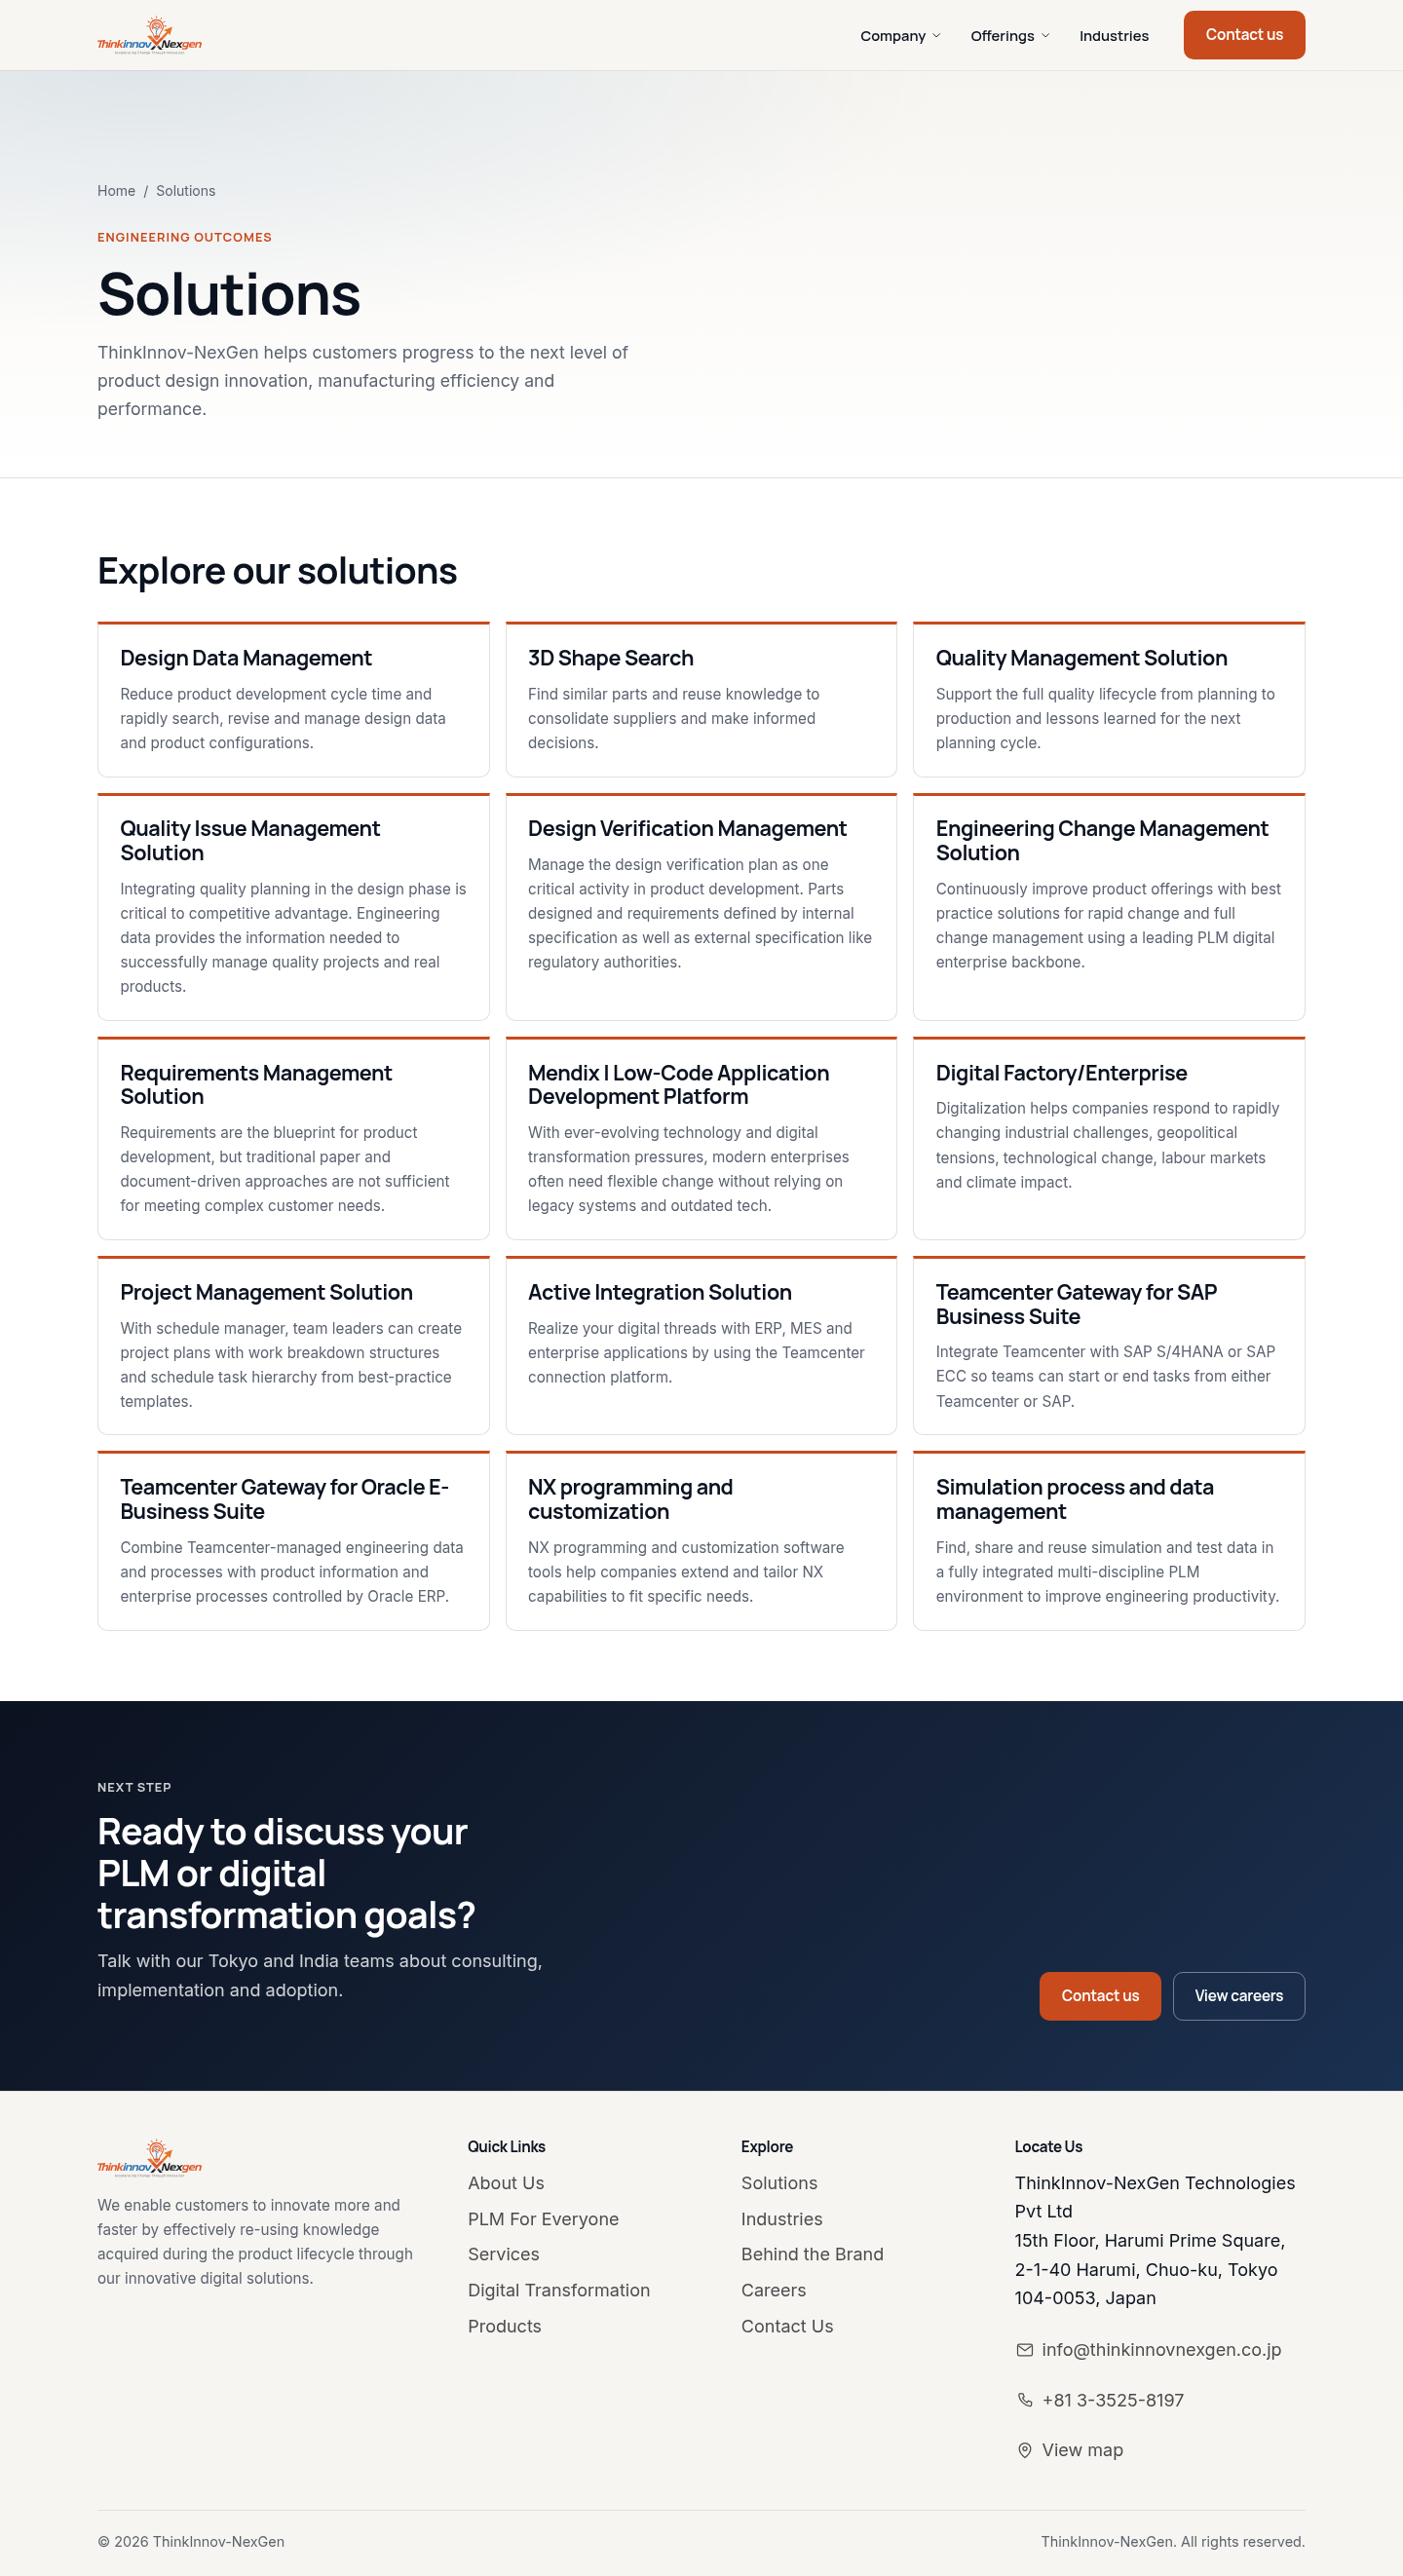 ThinkinnovXNexgen
Company
Offerings
Industries
Contact us
Home / Solutions
ENGINEERING OUTCOMES
Solutions
ThinkInnov-NexGen helps customers progress to the next level of
product design innovation, manufacturing efficiency and
performance.
Explore our solutions
Design Data Management
Reduce product development cycle time and
rapidly search, revise and manage design data
and product configurations.
3D Shape Search
Find similar parts and reuse knowledge to
consolidate suppliers and make informed
decisions.
Quality Management Solution
Support the full quality lifecycle from planning to
production and lessons learned for the next
planning cycle.
Quality Issue Management
Solution
Integrating quality planning in the design phase is
critical to competitive advantage. Engineering
data provides the information needed to
successfully manage quality projects and real
products.
Design Verification Management
Manage the design verification plan as one
critical activity in product development. Parts
designed and requirements defined by internal
specification as well as external specification like
regulatory authorities.
Engineering Change Management
Solution
Continuously improve product offerings with best
practice solutions for rapid change and full
change management using a leading PLM digital
enterprise backbone.
Requirements Management
Solution
Requirements are the blueprint for product
development, but traditional paper and
document-driven approaches are not sufficient
for meeting complex customer needs.
Mendix I Low-Code Application
Development Platform
With ever-evolving technology and digital
transformation pressures, modern enterprises
often need flexible change without relying on
legacy systems and outdated tech.
Digital Factory/Enterprise
Digitalization helps companies respond to rapidly
changing industrial challenges, geopolitical
tensions, technological change, labour markets
and climate impact.
Project Management Solution
With schedule manager, team leaders can create
project plans with work breakdown structures
and schedule task hierarchy from best-practice
templates.
Active Integration Solution
Realize your digital threads with ERP, MES and
enterprise applications by using the Teamcenter
connection platform.
Teamcenter Gateway for SAP
Business Suite
Integrate Teamcenter with SAP S/4HANA or SAP
ECC so teams can start or end tasks from either
Teamcenter or SAP.
Teamcenter Gateway for Oracle E-
Business Suite
Combine Teamcenter-managed engineering data
and processes with product information and
enterprise processes controlled by Oracle ERP.
NX programming and
customization
NX programming and customization software
tools help companies extend and tailor NX
capabilities to fit specific needs.
Simulation process and data
management
Find, share and reuse simulation and test data in
a fully integrated multi-discipline PLM
environment to improve engineering productivity.
NEXT STEP
Ready to discuss your
PLM or digital
transformation goals?
Talk with our Tokyo and India teams about consulting,
implementation and adoption.
Contact us
View careers
ThinkinnovXNexgen
We enable customers to innovate more and
faster by effectively re-using knowledge
acquired during the product lifecycle through
our innovative digital solutions.
Quick Links
About Us
PLM For Everyone
Services
Digital Transformation
Products
Explore
Solutions
Industries
Behind the Brand
Careers
Contact Us
Locate Us
ThinkInnov-NexGen Technologies
Pvt Ltd
15th Floor, Harumi Prime Square,
2-1-40 Harumi, Chuo-ku, Tokyo
104-0053, Japan
info@thinkinnovnexgen.co.jp
+81 3-3525-8197
View map
© 2026 ThinkInnov-NexGen
ThinkInnov-NexGen. All rights reserved.